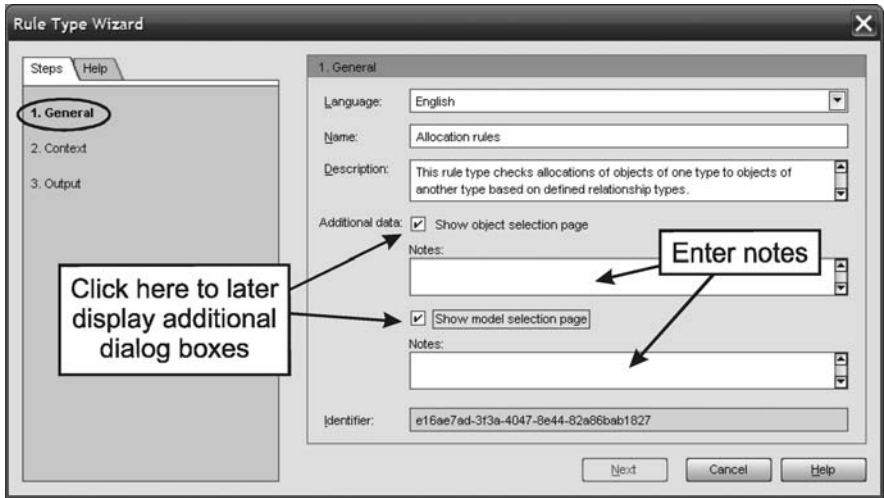 Rule Type Wizard
Steps Help
1. General
2. Context
3. Output
1. General
Language: English
Name: Allocation rules
Description: This rule type checks allocations of objects of one type to objects of
another type based on defined relationship types.
Additional data: Show object selection page
Notes:
Enter notes
Click here to later
display additional
dialog boxes
Show model selection page
Notes:
Identifier: e16ae7ad-3f3a-4047-8e44-82a86bab1827
Next Cancel Help